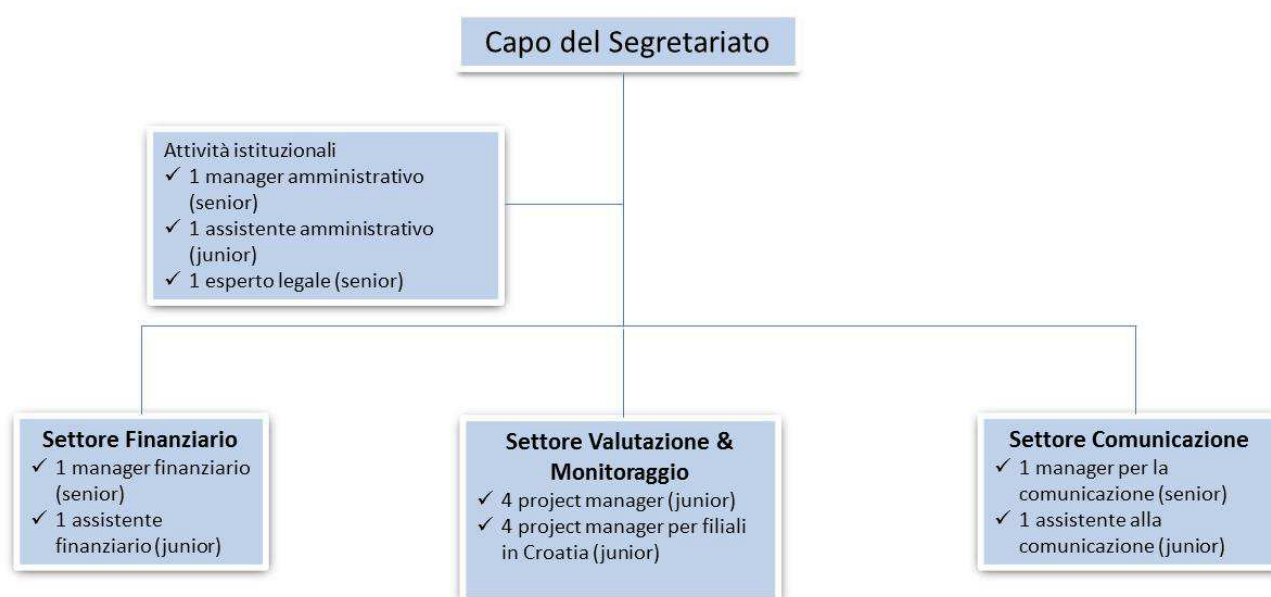 Capo del Segretariato
Attività istituzionali
✓ 1 manager amministrativo
(senior)
✓ 1 assistente amministrativo
(junior)
✓ 1 esperto legale (senior)
Settore Finanziario
✓ 1 manager finanziario
(senior)
✓ 1 assistente
finanziario (junior)
Settore Valutazione &
Monitoraggio
✓ 4 project manager (junior)
✓ 4 project manager per filiali
in Croatia (junior)
Settore Comunicazione
✓ 1 manager per la
comunicazione (senior)
✓ 1 assistente alla
comunicazione (junior)